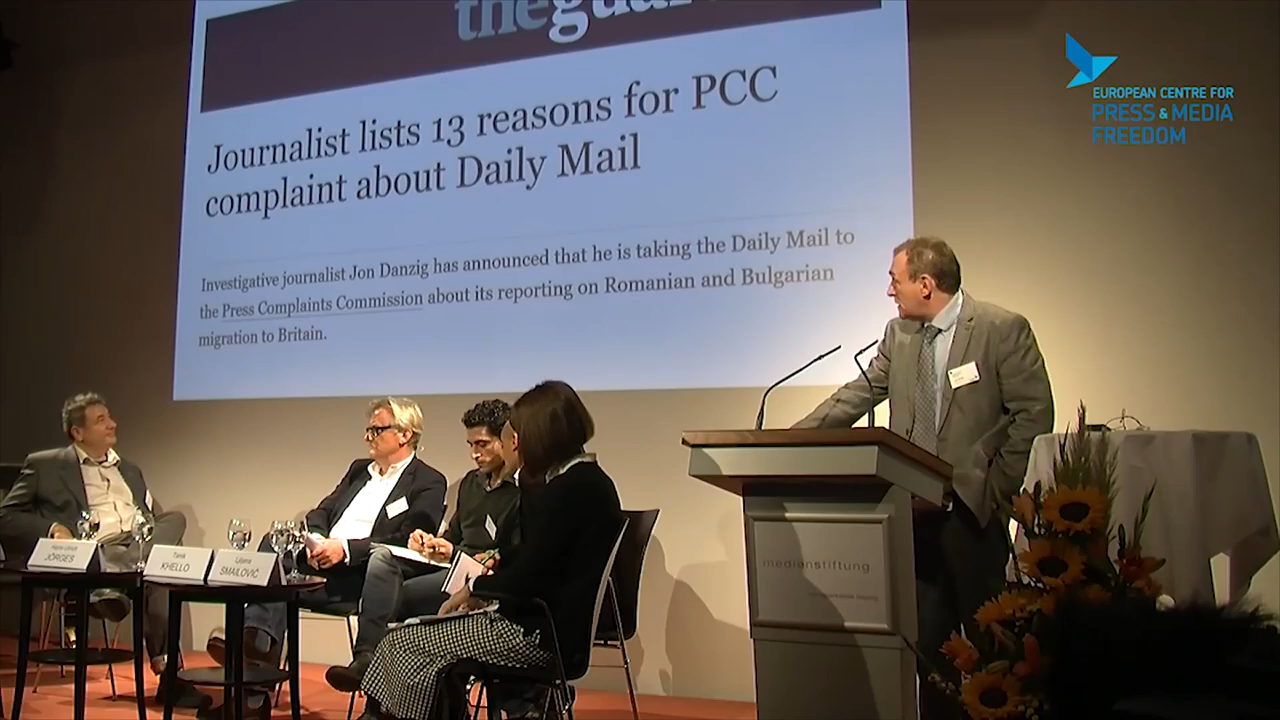 theguar
Journalist lists 13 reasons for PCC
complaint about Daily Mail
Investigative journalist Jon Danzig has announced that he is taking the Daily Mail to
the Press Complaints Commission about its reporting on Romanian and Bulgarian
migration to Britain.
EUROPEAN CENTRE FOR
PRESS & MEDIA
FREEDOM
JÖRGES
Tarek
KHELLO
Ljiljana
SMAILOVIĆ
medienstiftung